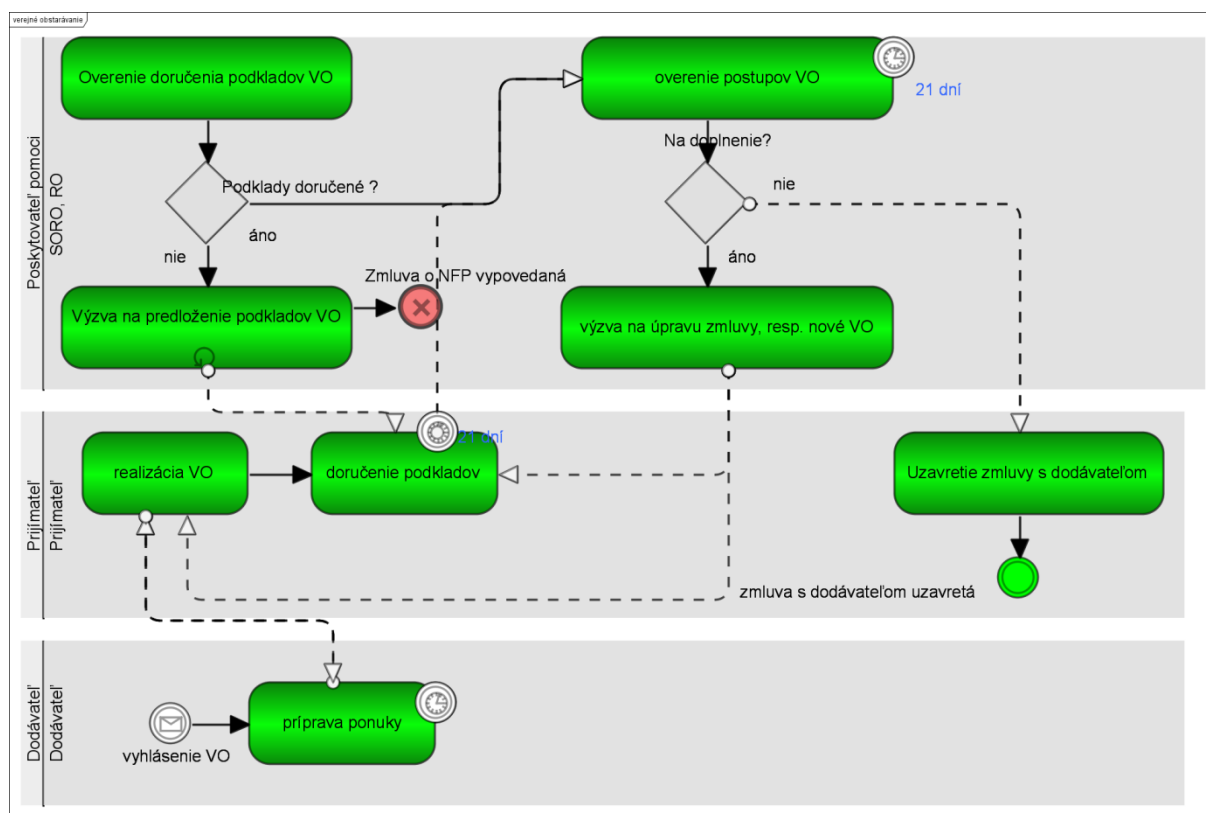 verejné obstarávanie
Poskytovateľ pomoci
SORO, RO
Overenie doručenia podkladov VO
overenie postupov VO
21 dní
Podklady doručené ?
Na doplnenie?
nie
áno
nie
áno
Zmluva o NFP vypovedaná
Výzva na predloženie podkladov VO
výzva na úpravu zmluvy, resp. nové VO
Prijímateľ
Prijímateľ
21 dní
realizácia VO
doručenie podkladov
Uzavretie zmluvy s dodávateľom
zmluva s dodávateľom uzavretá
Dodávateľ
Dodávateľ
príprava ponuky
vyhlásenie VO